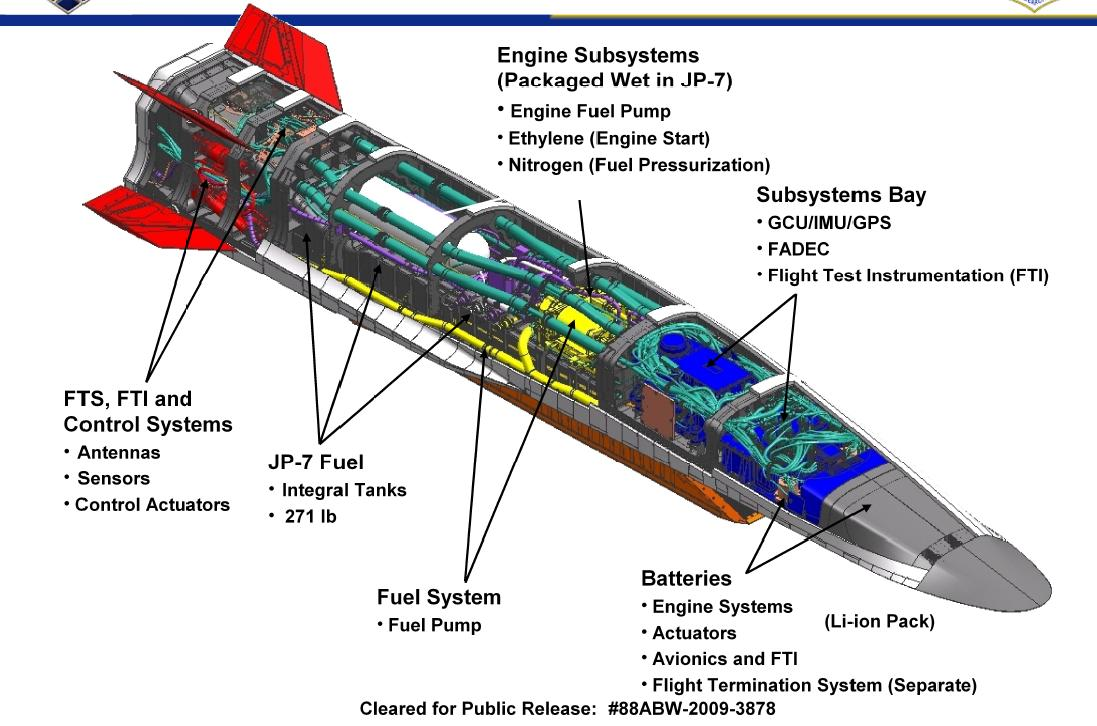 Engine Subsystems
(Packaged Wet in JP-7)
• Engine Fuel Pump
• Ethylene (Engine Start)
• Nitrogen (Fuel Pressurization)
Subsystems Bay
• GCU/IMU/GPS
• FADEC
• Flight Test Instrumentation (FTI)
FTS, FTI and
Control Systems
• Antennas
• Sensors
• Control Actuators
JP-7 Fuel
• Integral Tanks
• 271 lb
Fuel System
• Fuel Pump
Batteries
• Engine Systems
(Li-ion Pack)
• Actuators
• Avionics and FTI
• Flight Termination System (Separate)
Cleared for Public Release: #88ABW-2009-3878